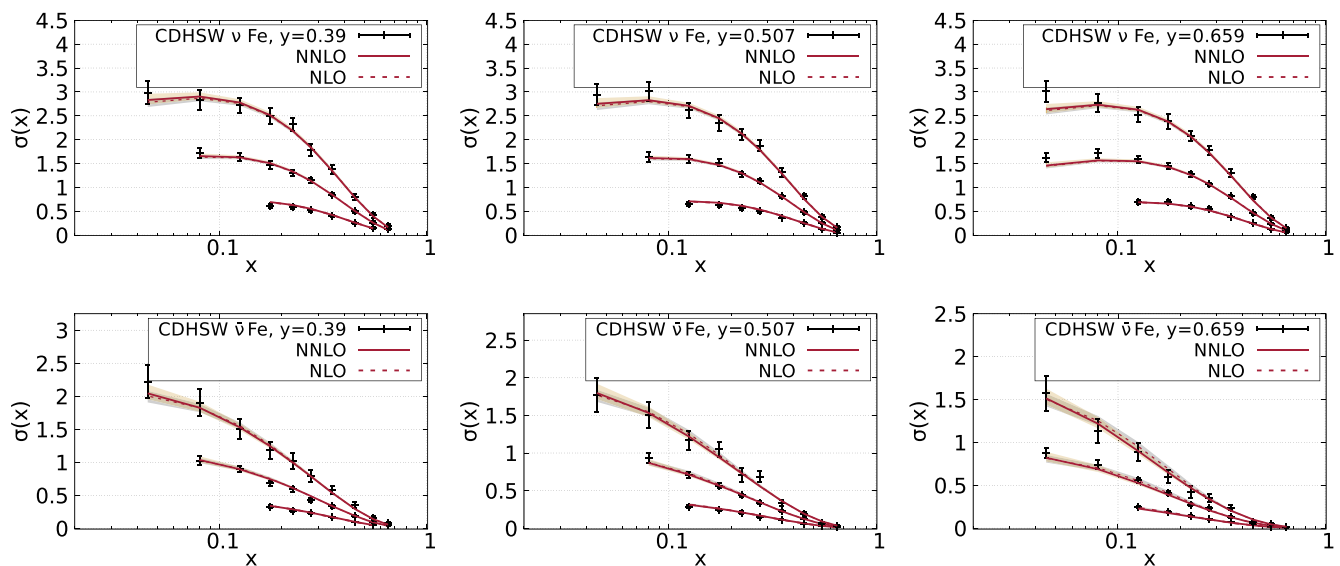 4.5
4
3.5
3
2.5
2
1.5
1
0.5
0
σ(x)
CDHSW ν Fe, y=0.39
NNLO
NLO
0.1
1
x
4.5
4
3.5
3
2.5
2
1.5
1
0.5
0
σ(x)
CDHSW ν Fe, y=0.507
NNLO
NLO
0.1
1
x
4.5
4
3.5
3
2.5
2
1.5
1
0.5
0
σ(x)
CDHSW ν Fe, y=0.659
NNLO
NLO
0.1
1
x
3
2.5
2
1.5
1
0.5
0
σ(x)
CDHSW ν̄ Fe, y=0.39
NNLO
NLO
0.1
1
x
2.5
2
1.5
1
0.5
0
σ(x)
CDHSW ν̄ Fe, y=0.507
NNLO
NLO
0.1
1
x
2.5
2
1.5
1
0.5
0
σ(x)
CDHSW ν̄ Fe, y=0.659
NNLO
NLO
0.1
1
x